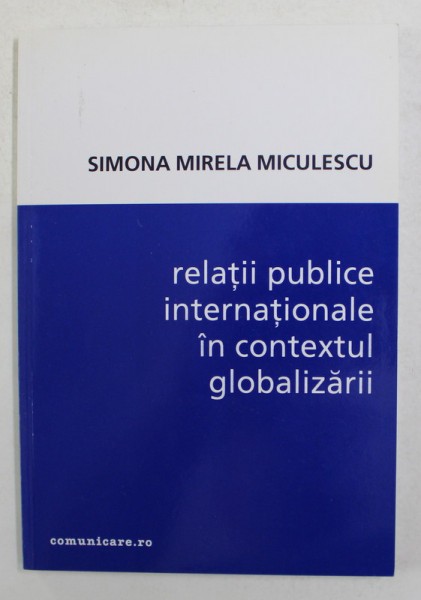 SIMONA MIRELA MICULESCU
relații publice
internaționale
în contextul
globalizării
comunicare.ro